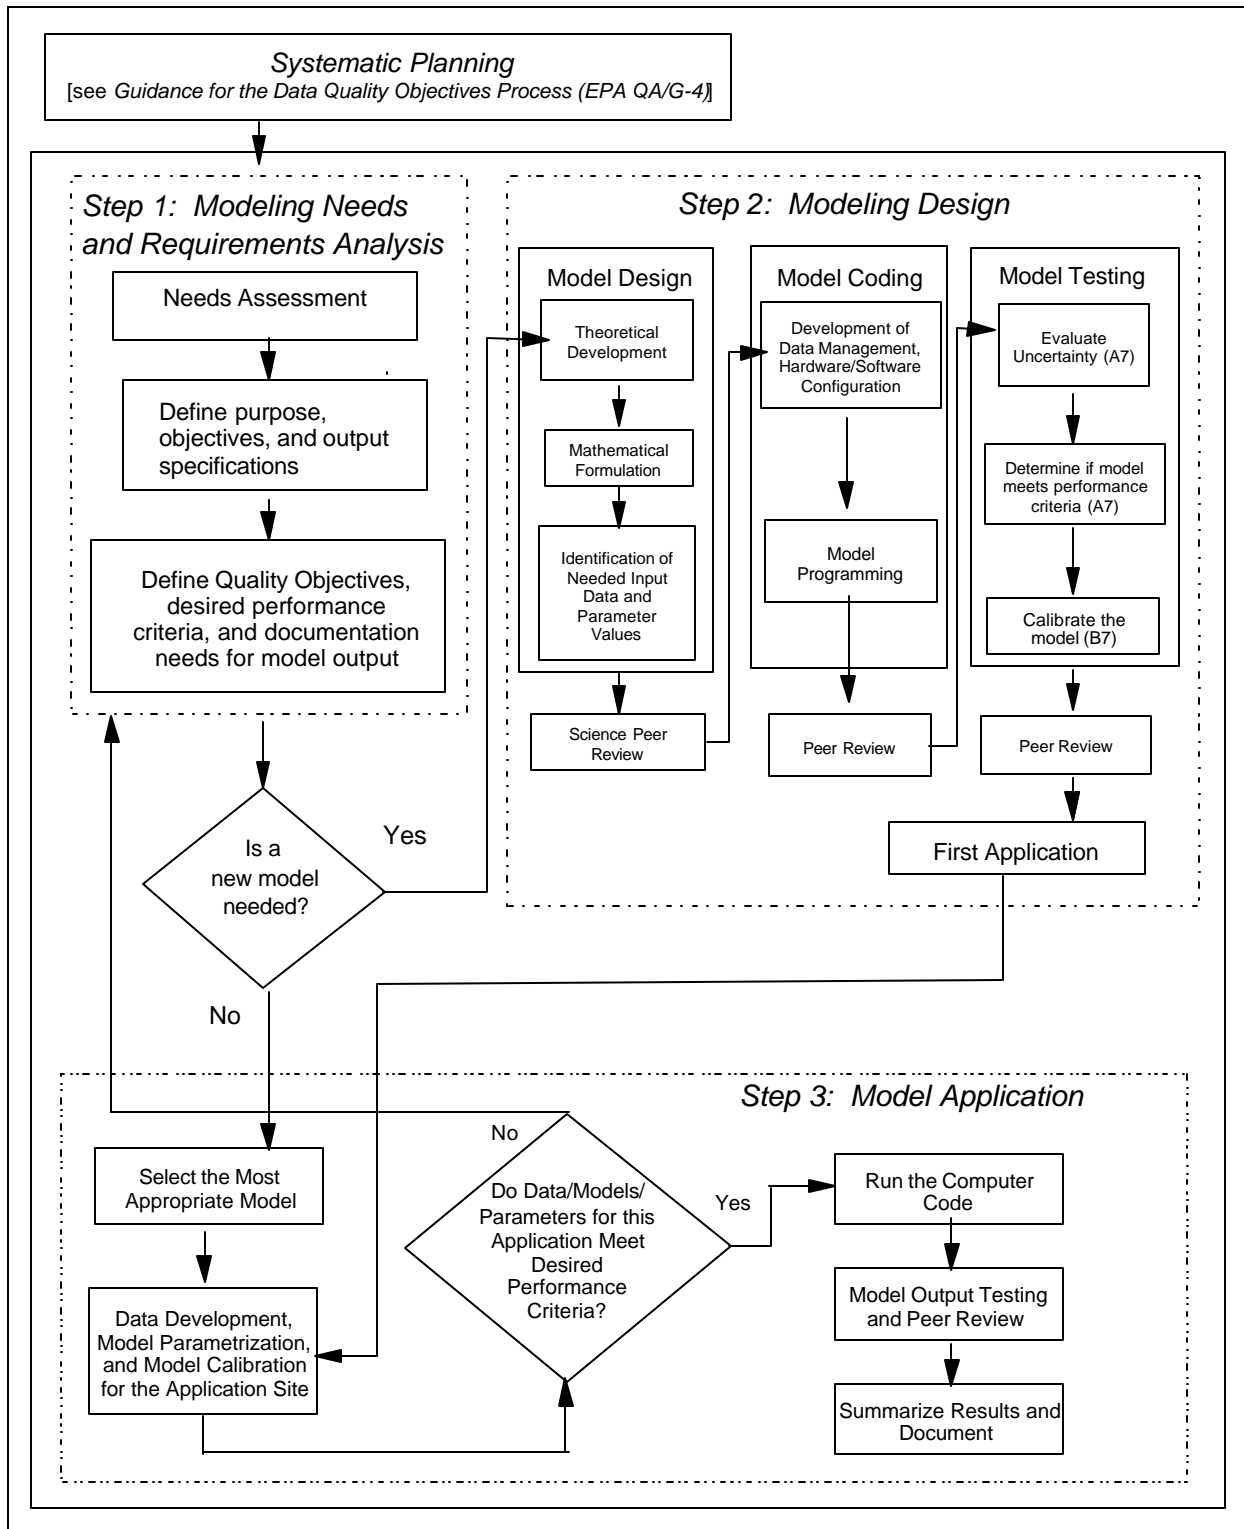 Systematic Planning
[see Guidance for the Data Quality Objectives Process (EPA QA/G-4)]
Step 1: Modeling Needs
and Requirements Analysis
Needs Assessment
Define purpose,
objectives, and output
specifications
Define Quality Objectives,
desired performance
criteria, and documentation
needs for model output
Is a
new model
needed?
Yes
No
Step 2: Modeling Design
Model Design
Theoretical
Development
Mathematical
Formulation
Identification of
Needed Input
Data and
Parameter
Values
Science Peer
Review
Model Coding
Development of
Data Management,
Hardware/Software
Configuration
Model
Programming
Peer Review
Model Testing
Evaluate
Uncertainty (A7)
Determine if model
meets performance
criteria (A7)
Calibrate the
model (B7)
Peer Review
First Application
Step 3: Model Application
Select the Most
Appropriate Model
Data Development,
Model Parametrization,
and Model Calibration
for the Application Site
No
Do Data/Models/
Parameters for this
Application Meet
Desired
Performance
Criteria?
Yes
Run the Computer
Code
Model Output Testing
and Peer Review
Summarize Results and
Document